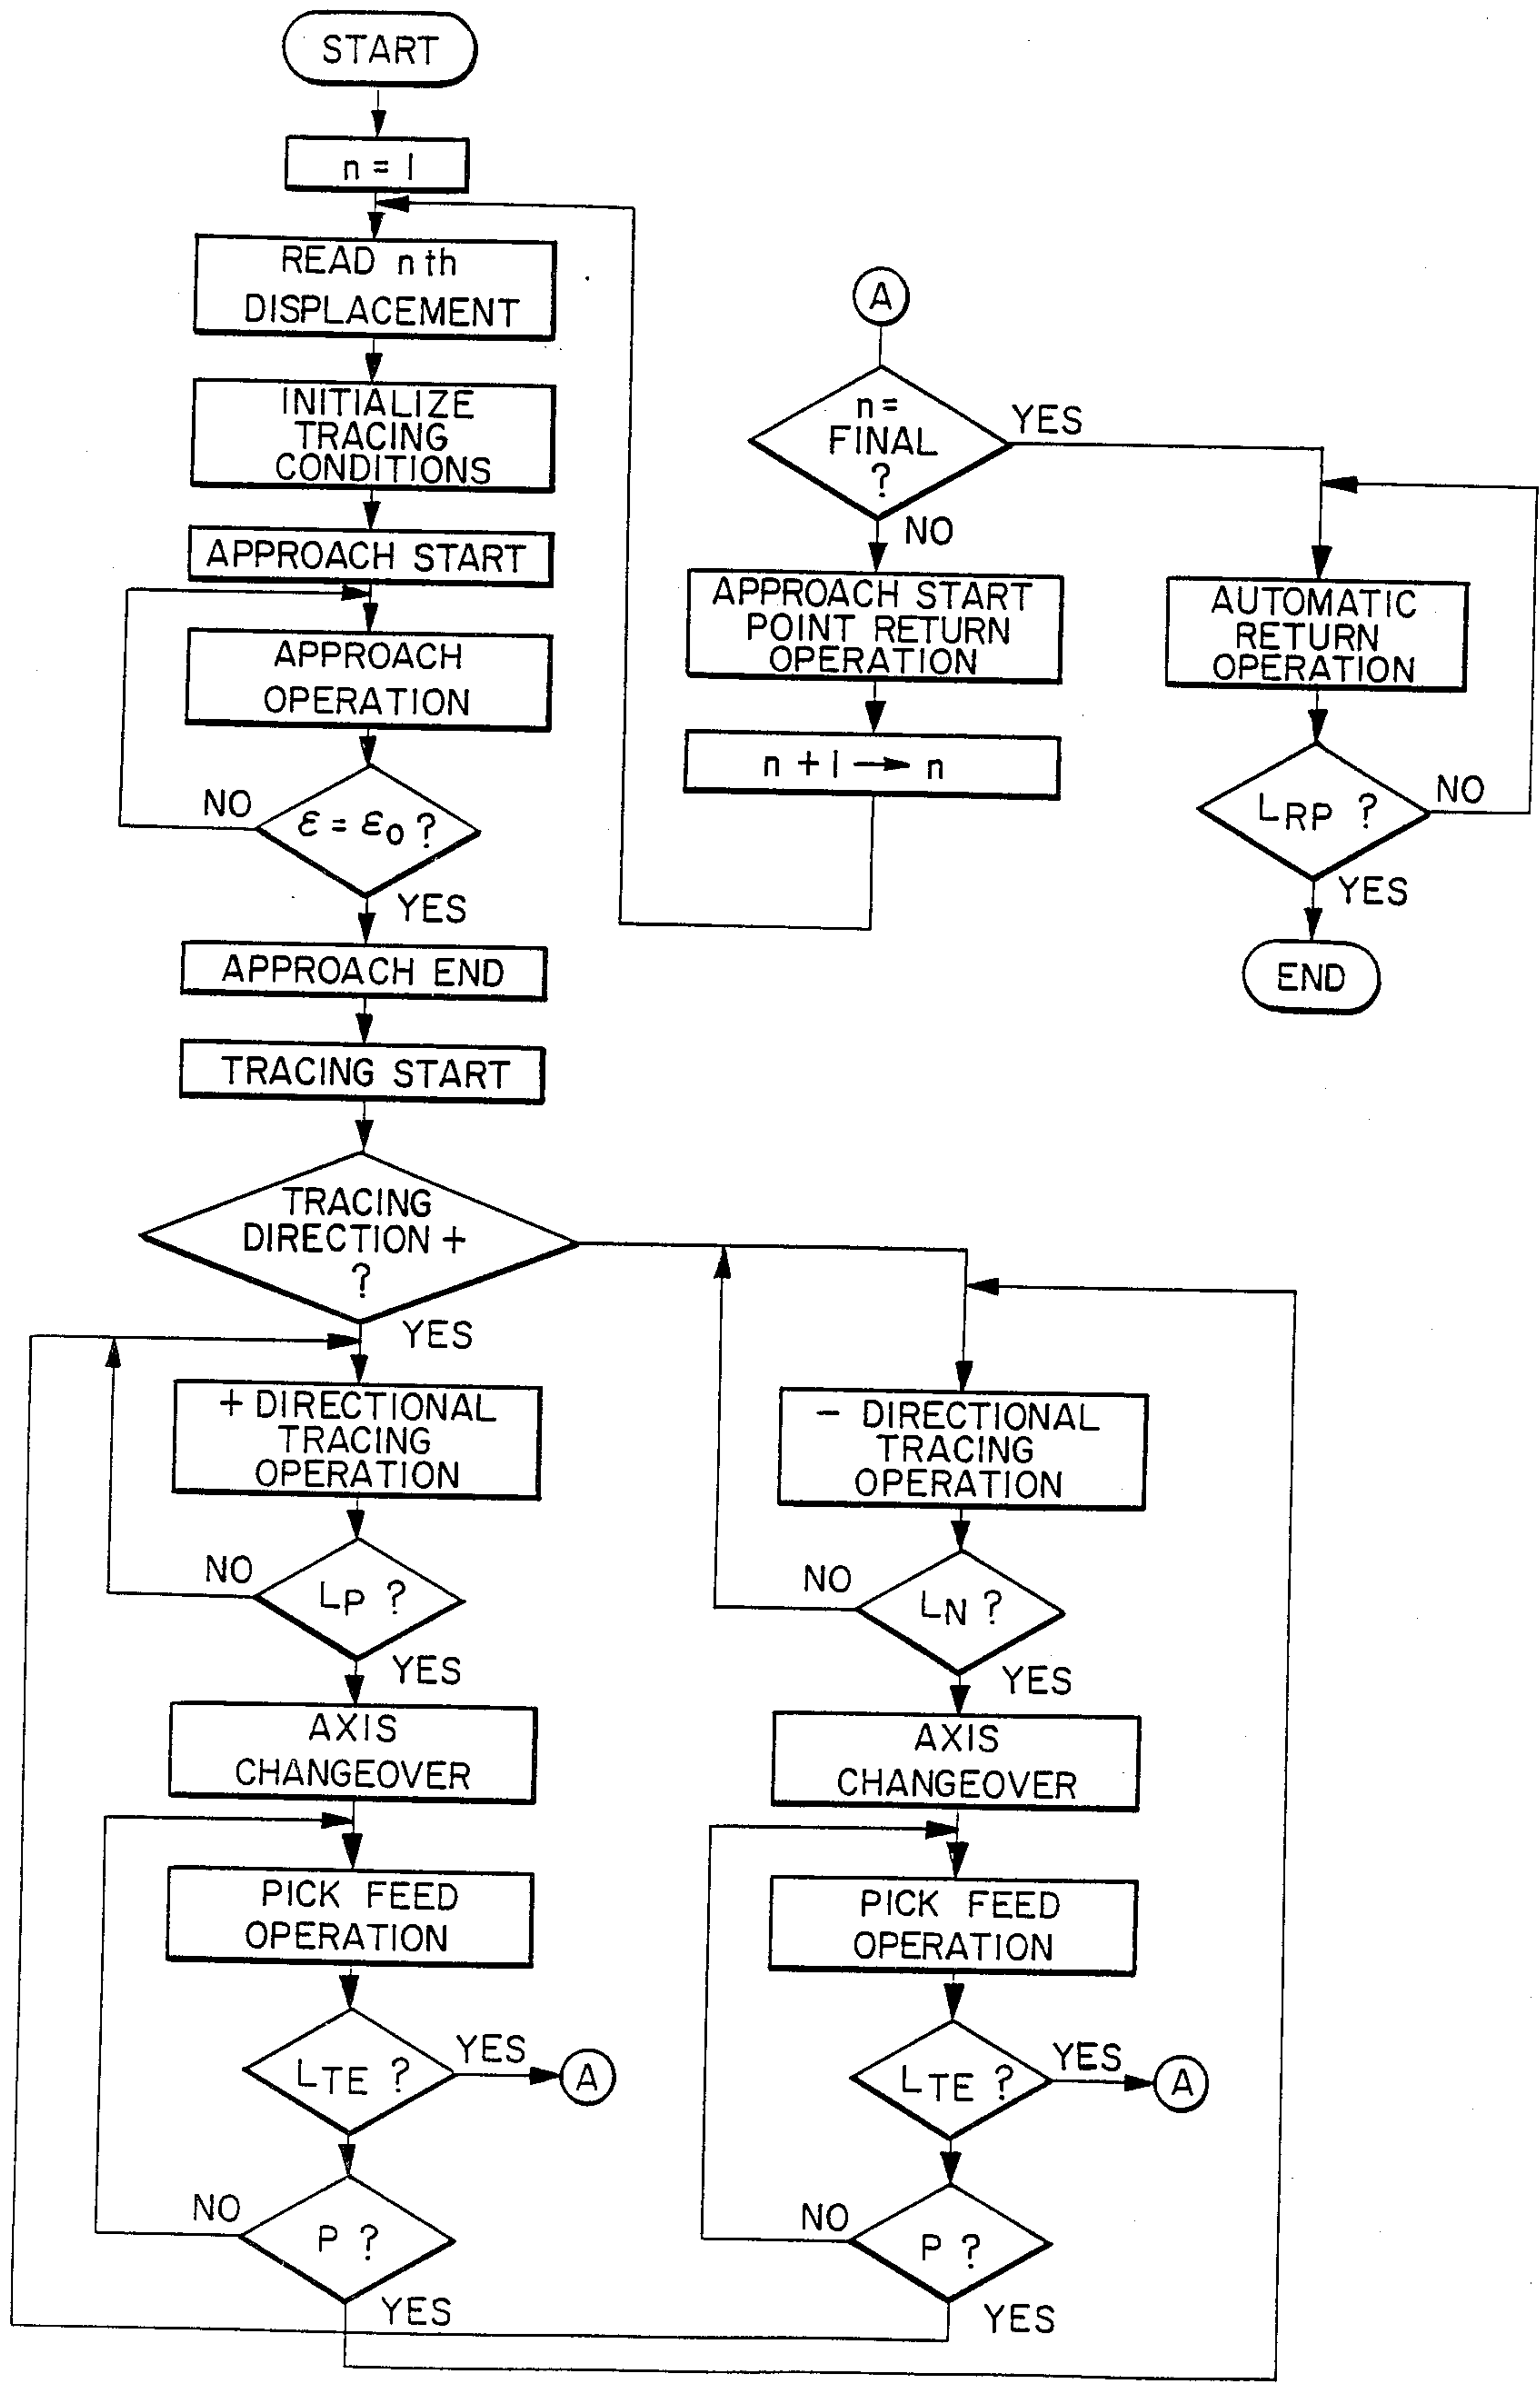 START
n = 1
READ nth
DISPLACEMENT
INITIALIZE
TRACING
CONDITIONS
APPROACH START
APPROACH
OPERATION
NO
ε = ε0 ?
YES
APPROACH END
TRACING START
TRACING
DIRECTION +
?
YES
+ DIRECTIONAL
TRACING
OPERATION
NO
LP ?
YES
AXIS
CHANGEOVER
PICK FEED
OPERATION
LTE ?
YES
A
NO
P ?
YES
- DIRECTIONAL
TRACING
OPERATION
NO
LN ?
YES
AXIS
CHANGEOVER
PICK FEED
OPERATION
LTE ?
YES
A
NO
P ?
YES
A
n =
FINAL
?
YES
NO
APPROACH START
POINT RETURN
OPERATION
n + 1 → n
AUTOMATIC
RETURN
OPERATION
LRP ?
NO
YES
END